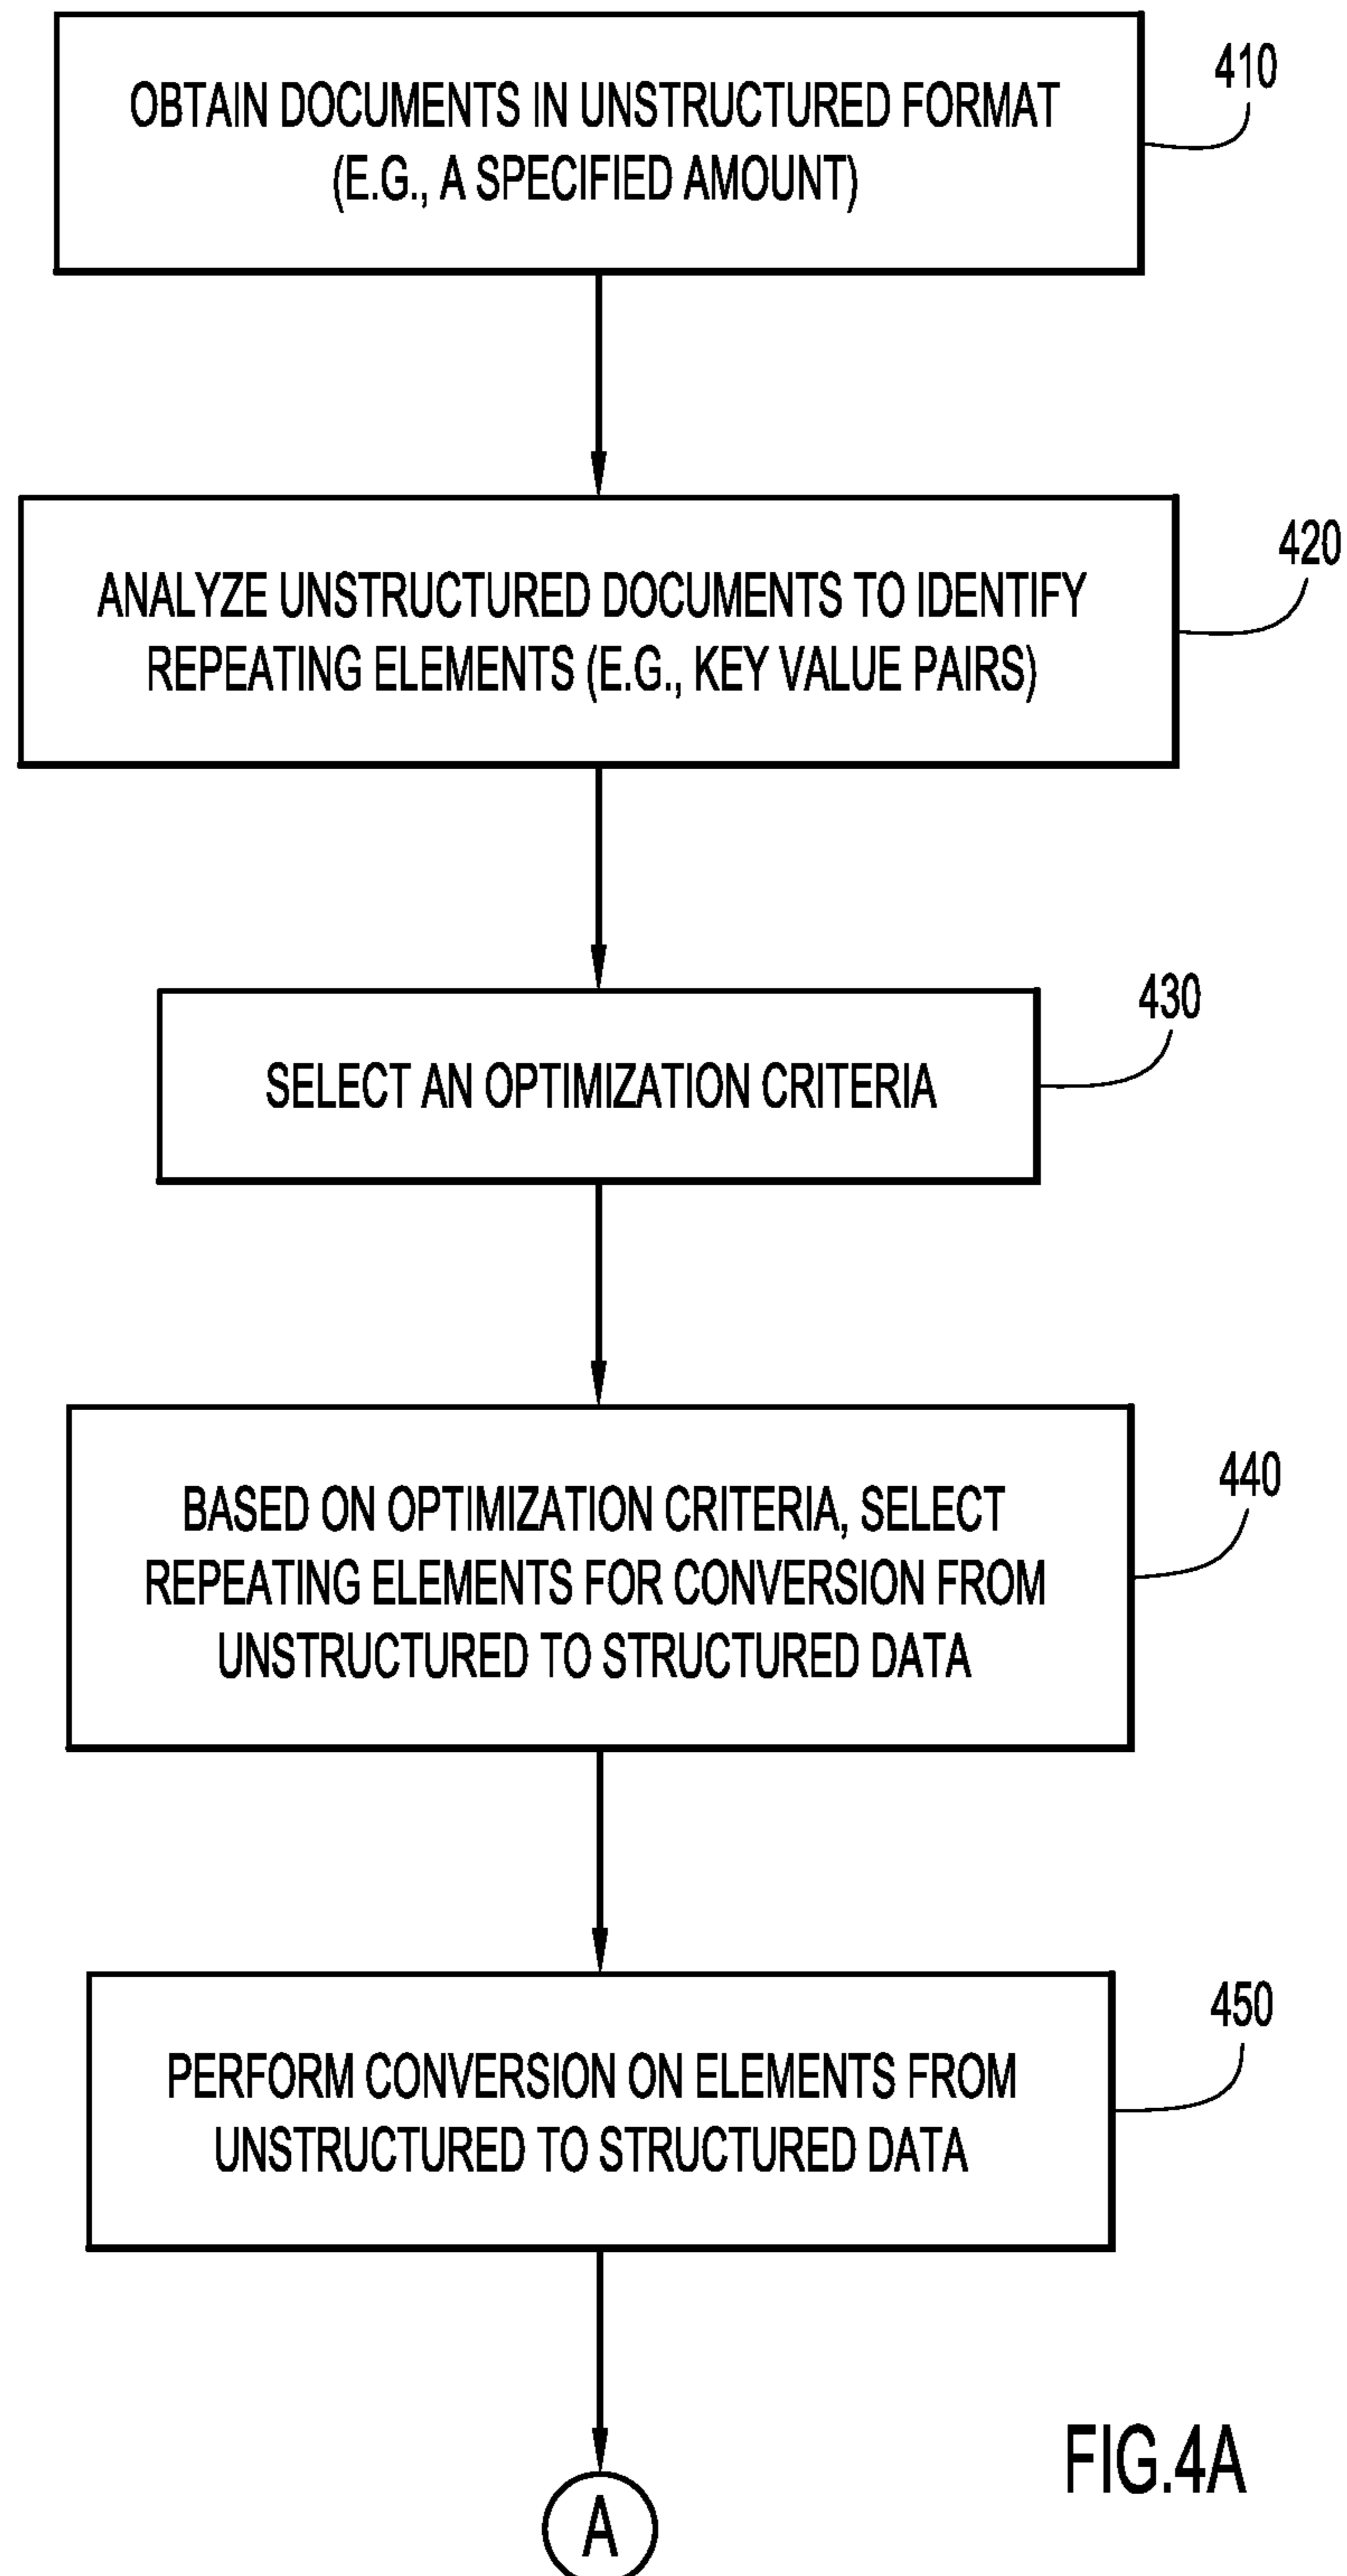 410
OBTAIN DOCUMENTS IN UNSTRUCTURED FORMAT
(E.G., A SPECIFIED AMOUNT)
420
ANALYZE UNSTRUCTURED DOCUMENTS TO IDENTIFY
REPEATING ELEMENTS (E.G., KEY VALUE PAIRS)
430
SELECT AN OPTIMIZATION CRITERIA
440
BASED ON OPTIMIZATION CRITERIA, SELECT
REPEATING ELEMENTS FOR CONVERSION FROM
UNSTRUCTURED TO STRUCTURED DATA
450
PERFORM CONVERSION ON ELEMENTS FROM
UNSTRUCTURED TO STRUCTURED DATA
FIG.4A
A